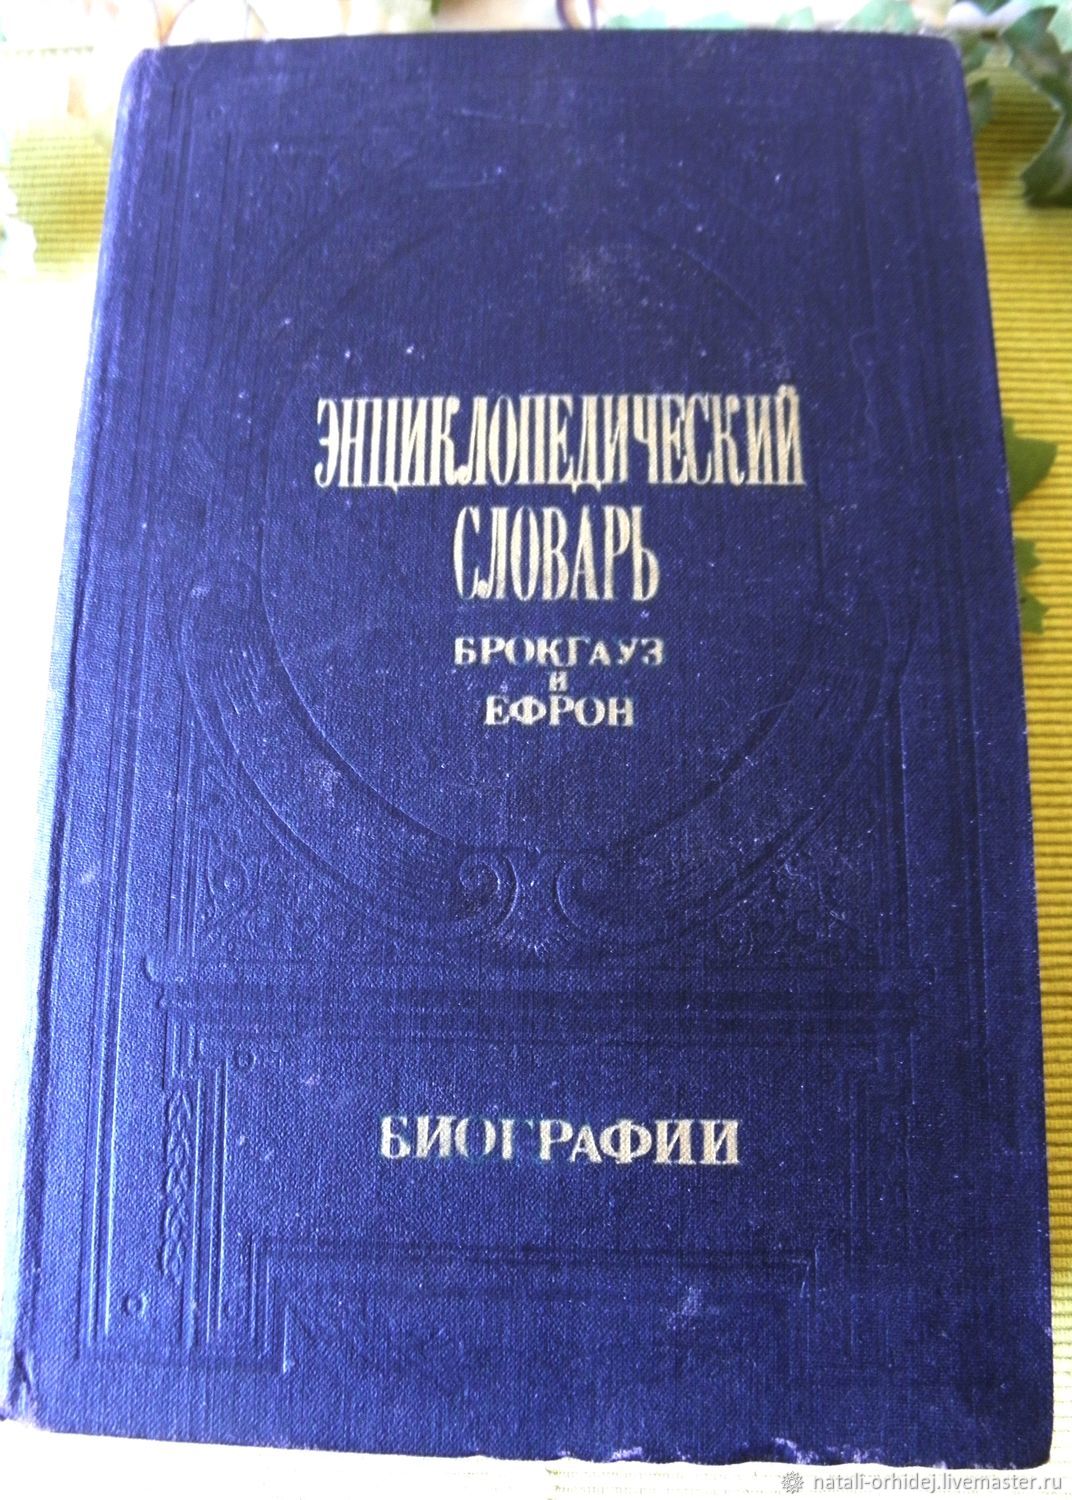 ЭНЦИКЛОПЕДИЧЕСКИЙ
СЛОВАРЬ
БРОКГАУЗ
И
ЕФРОН
БИОГРАФИИ
natali-orhidej.livemaster.ru